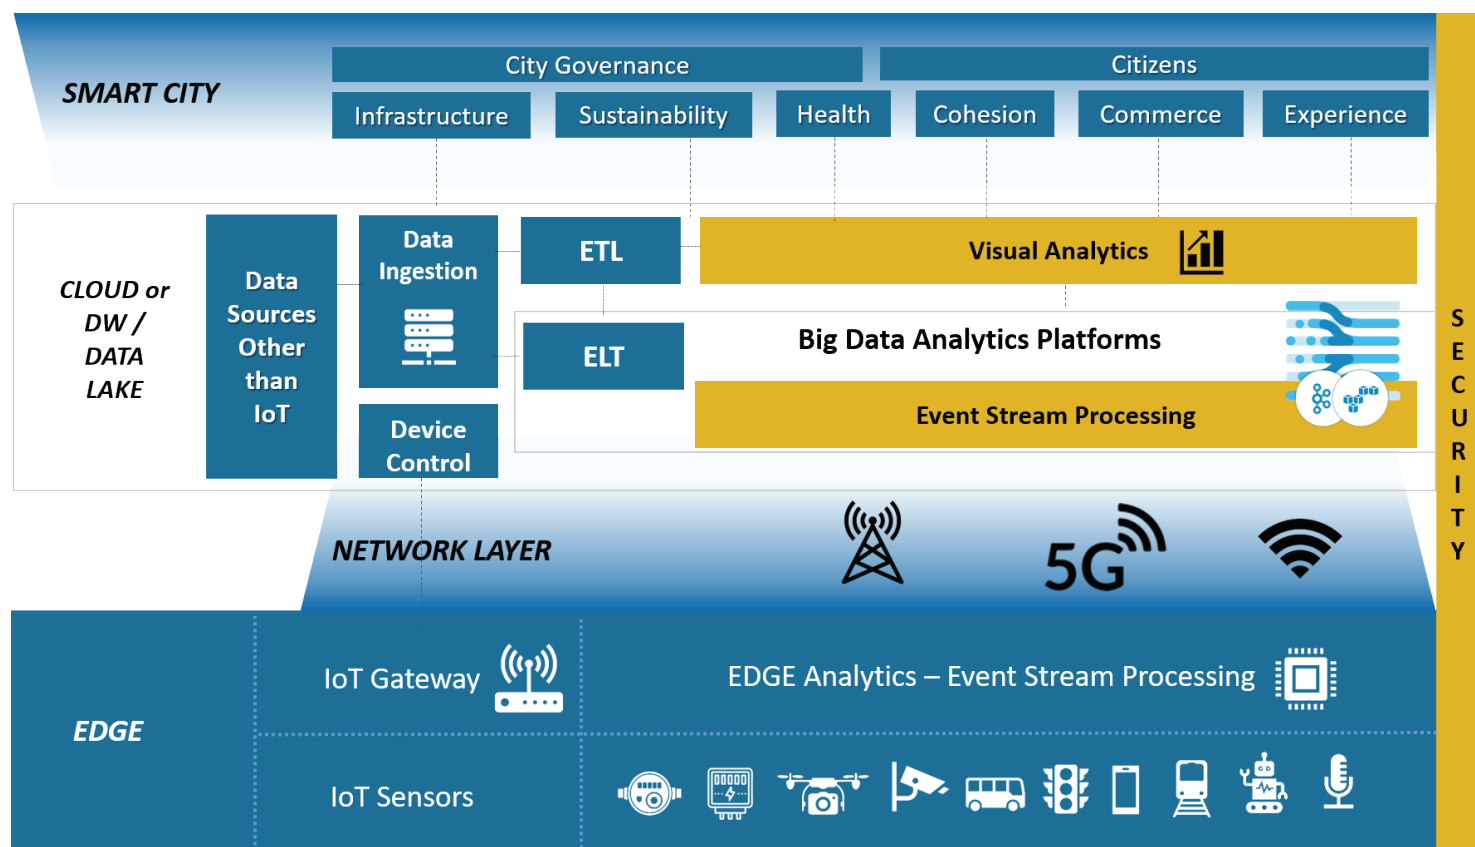 SMART CITY
City Governance
Citizens
Infrastructure
Sustainability
Health
Cohesion
Commerce
Experience
CLOUD or
DW /
DATA
LAKE
Data
Sources
Other
than
IoT
Data
Ingestion
ETL
Visual Analytics
ELT
Big Data Analytics Platforms
Event Stream Processing
Device
Control
NETWORK LAYER
5G
EDGE
IoT Gateway
EDGE Analytics – Event Stream Processing
IoT Sensors
SECURITY